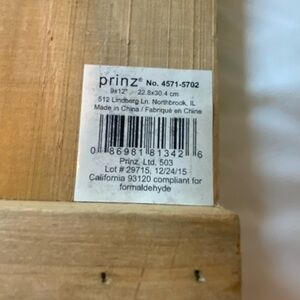 prinz® No. 4571-5702
9x12" 22.8x30.4 cm
512 Lindberg Ln. Northbrook, IL
Made in China / Fabriqué en Chine
0 86981 81342 6
Prinz, Ltd. 503
Lot # 29715, 12/24/15
California 93120 compliant for
formaldehyde